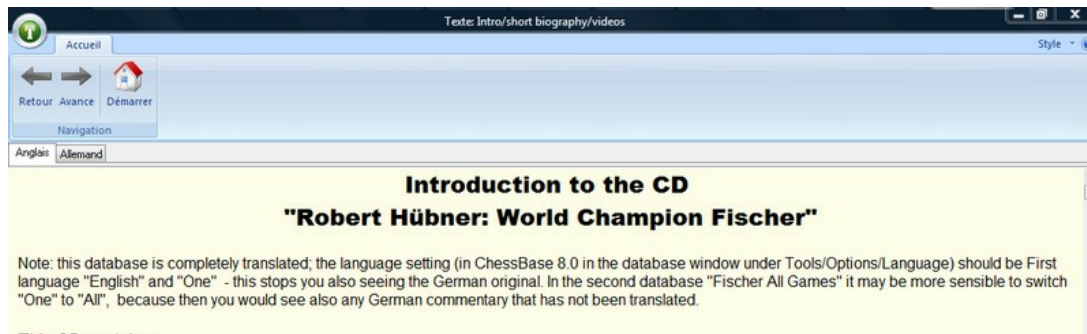 Texte: Intro/short biography/videos
Accueil
Style
Retour Avance Démarrer
Navigation
Anglais Allemand
Introduction to the CD
"Robert Hübner: World Champion Fischer"
Note: this database is completely translated; the language setting (in ChessBase 8.0 in the database window under Tools/Options/Language) should be First
language "English" and "One" - this stops you also seeing the German original. In the second database "Fischer All Games" it may be more sensible to switch
"One" to "All", because then you would see also any German commentary that has not been translated.